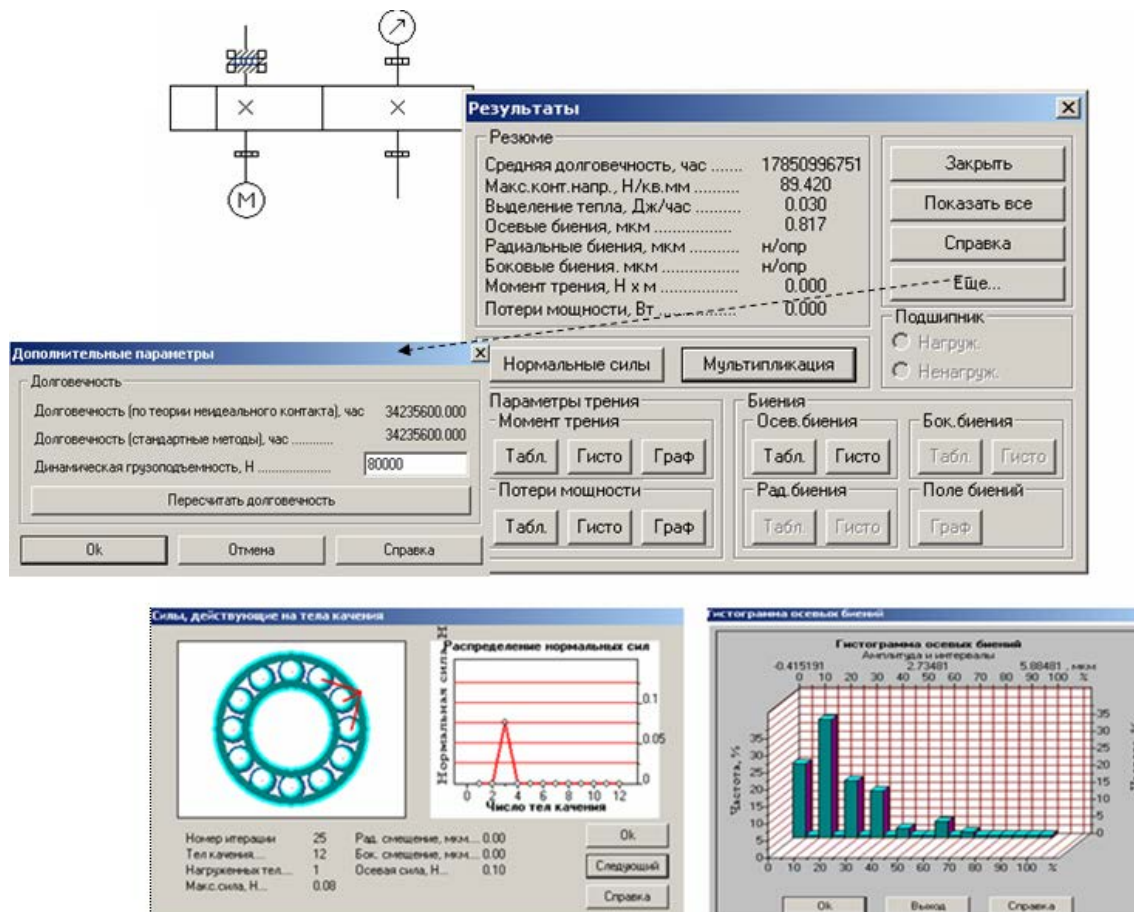 М
Результаты
Резюме
Средняя долговечность, час ....... 17850996751
Макс.конт.напр., Н/кв.мм .......... 89.420
Выделение тепла, Дж/час .......... 0.030
Осевые биения, мкм ................. 0.817
Радиальные биения, мкм ........... н/опр
Боковые биения. мкм ................ н/опр
Момент трения, Н x м ................ 0.000
Потери мощности, Вт ................. 0.000
Закрыть
Показать все
Справка
Еще...
Подшипник
Нагруж.
Ненагруж.
Нормальные силы
Мультипликация
Параметры трения
Момент трения
Табл. Гисто Граф
Потери мощности
Табл. Гисто Граф
Биения
Осев.биения
Табл. Гисто
Бок.биения
Табл. Гисто
Рад.биения
Табл. Гисто
Поле биений
Граф
Дополнительные параметры
Долговечность
Долговечность (по теории неидеального контакта), час 34235600.000
Долговечность (стандартные методы), час ............ 34235600.000
Динамическая грузоподъемность, Н ..................... 80000
Пересчитать долговечность
Ok Отмена Справка
Силы, действующие на тела качения
Распределение нормальных сил
Нормальная сила, Н
0.1
0.05
0
0 2 4 6 8 10 12
Число тел качения
Номер итерации 25
Тел качения.... 12
Нагруженных тел.... 1
Макс.сила, Н... 0.08
Рад. смещение, мкм... 0.00
Бок. смещение, мкм... 0.00
Осевая сила, Н... 0.10
Ok
Следующий
Справка
Гистограмма осевых биений
Гистограмма осевых биений
Амплитуда и интервалы
-0.415191 2.73481 5.88481 , мкм
0 10 20 30 40 50 60 70 80 90 100 %
Частота, %
35
30
25
20
15
10
5
0
35
30
25
20
15
10
5
0
0 10 20 30 40 50 60 70 80 90 100 %
Ok Выход Справка